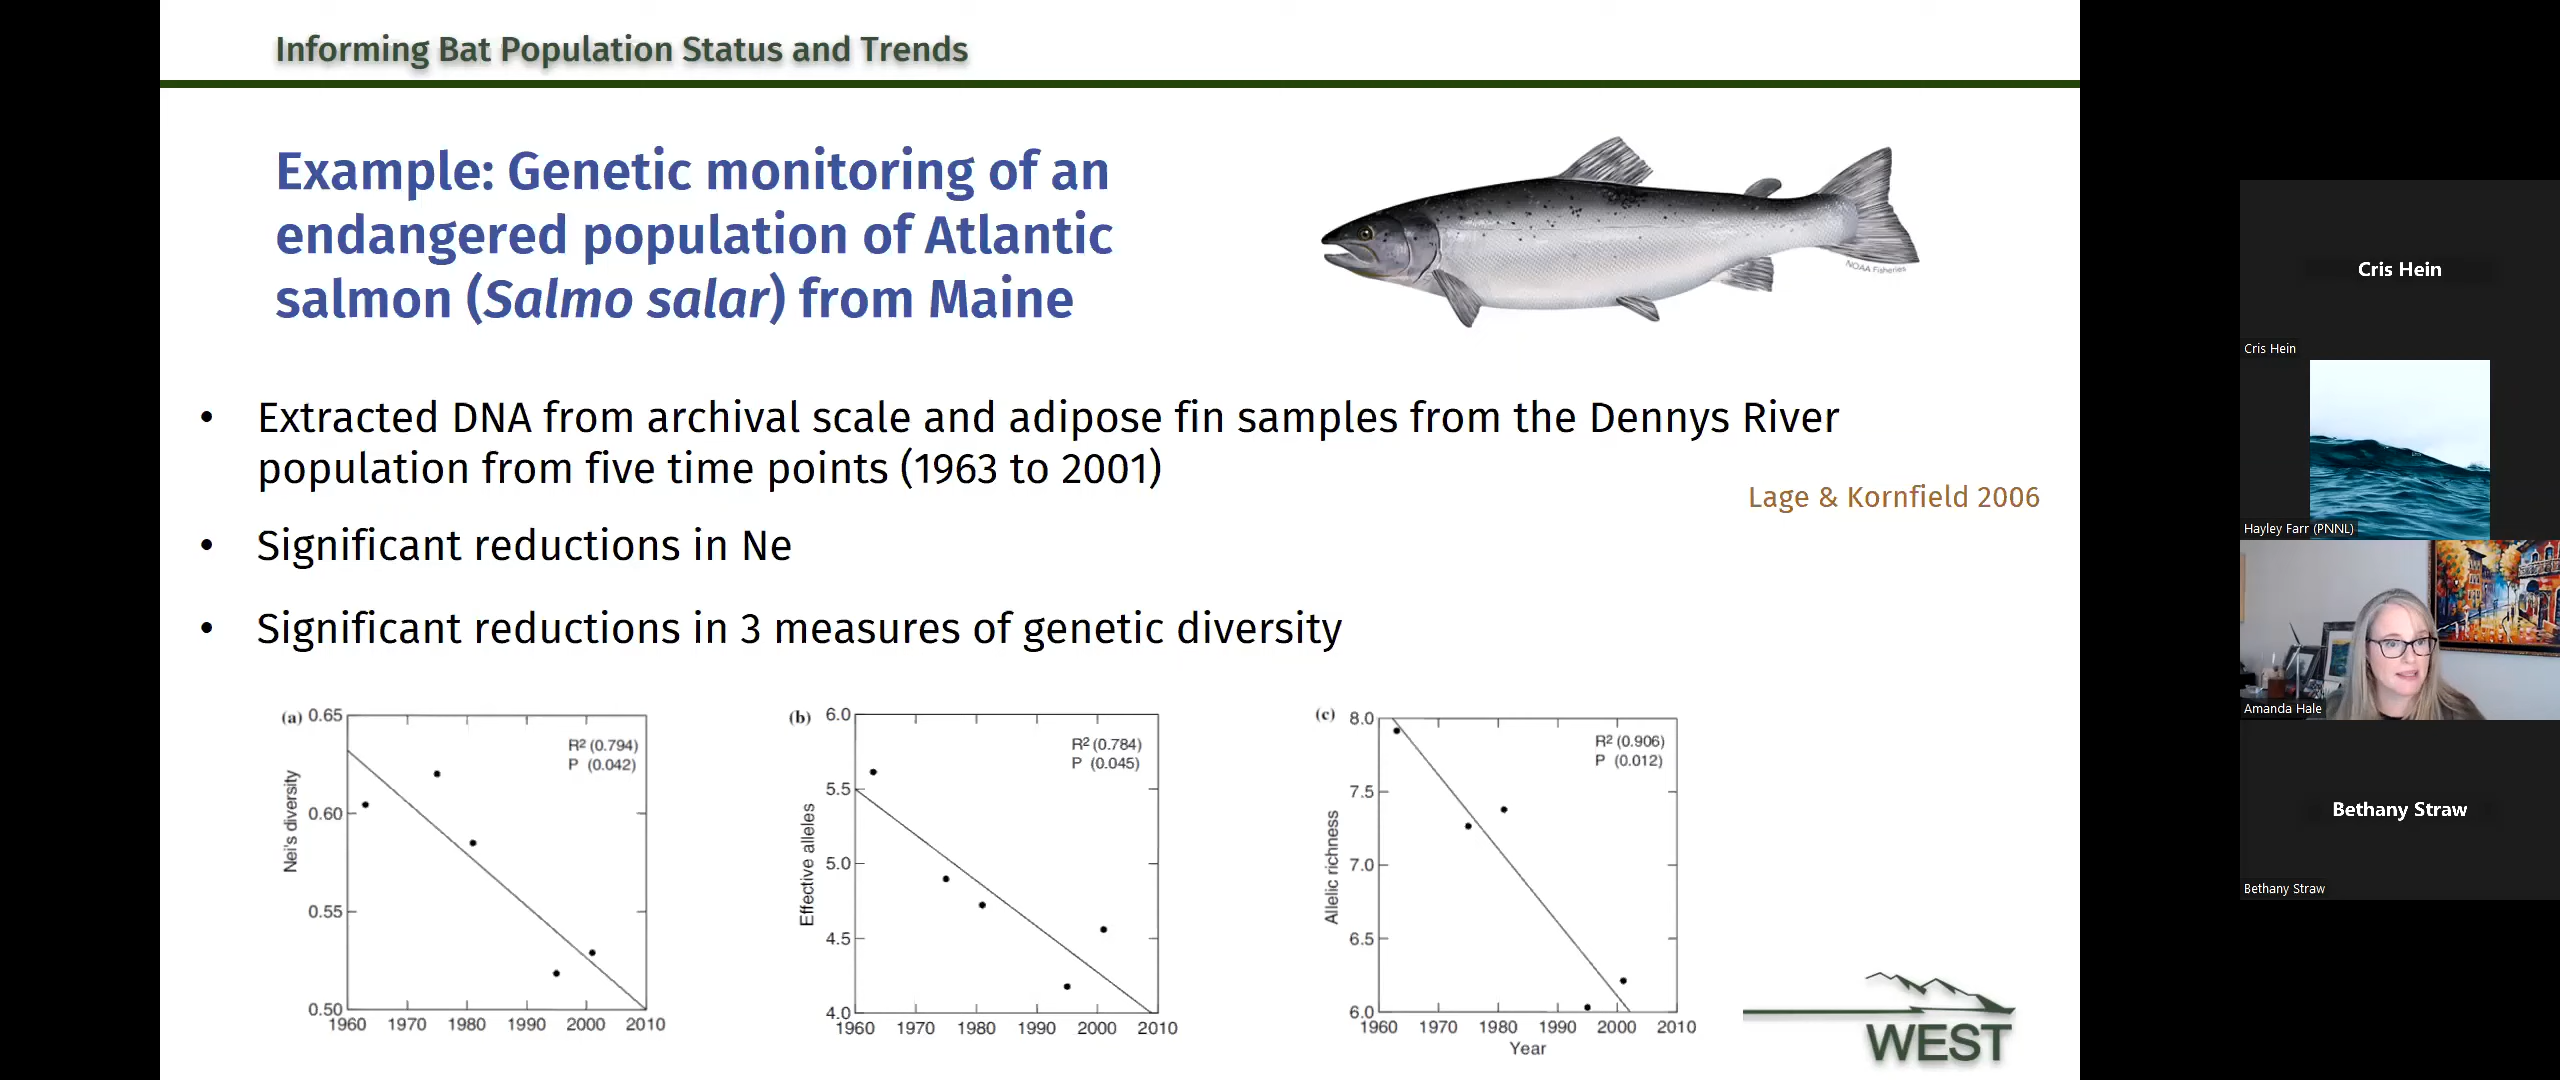 Informing Bat Population Status and Trends
Example: Genetic monitoring of an
endangered population of Atlantic
salmon (Salmo salar) from Maine
NOAA Fisheries
• Extracted DNA from archival scale and adipose fin samples from the Dennys River
population from five time points (1963 to 2001)
Lage & Kornfield 2006
• Significant reductions in Ne
• Significant reductions in 3 measures of genetic diversity
(a)
0.65
0.60
0.55
0.50
Nei's diversity
R² (0.794)
P (0.042)
1960 1970 1980 1990 2000 2010
(b)
6.0
5.5
5.0
4.5
4.0
Effective alleles
R² (0.784)
P (0.045)
1960 1970 1980 1990 2000 2010
(c)
8.0
7.5
7.0
6.5
6.0
Allelic richness
R² (0.906)
P (0.012)
1960 1970 1980 1990 2000 2010
Year
WEST
Cris Hein
Cris Hein
Hayley Farr (PNNL)
Amanda Hale
Bethany Straw
Bethany Straw